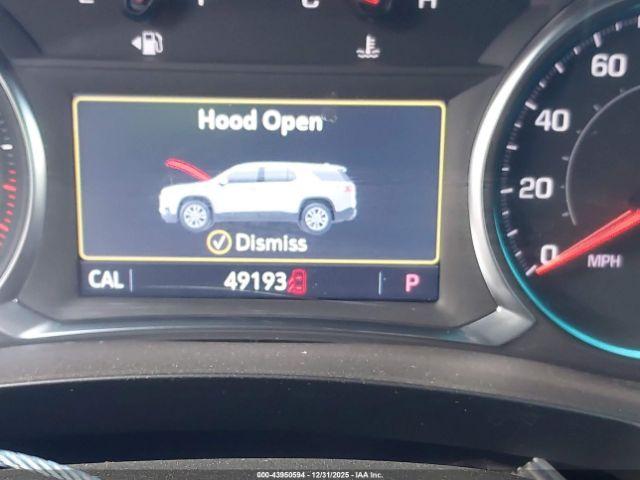 C H
Hood Open
Dismiss
CAL 49193 P
60
40
20
0
MPH
000-43950594 - 12/31/2025 - IAA Inc.